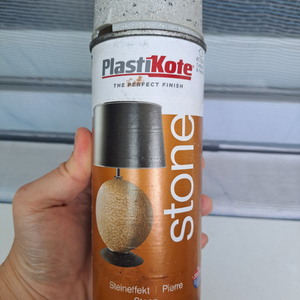 PlastiKote
THE PERFECT FINISH
stone
Steineffekt | Pierre